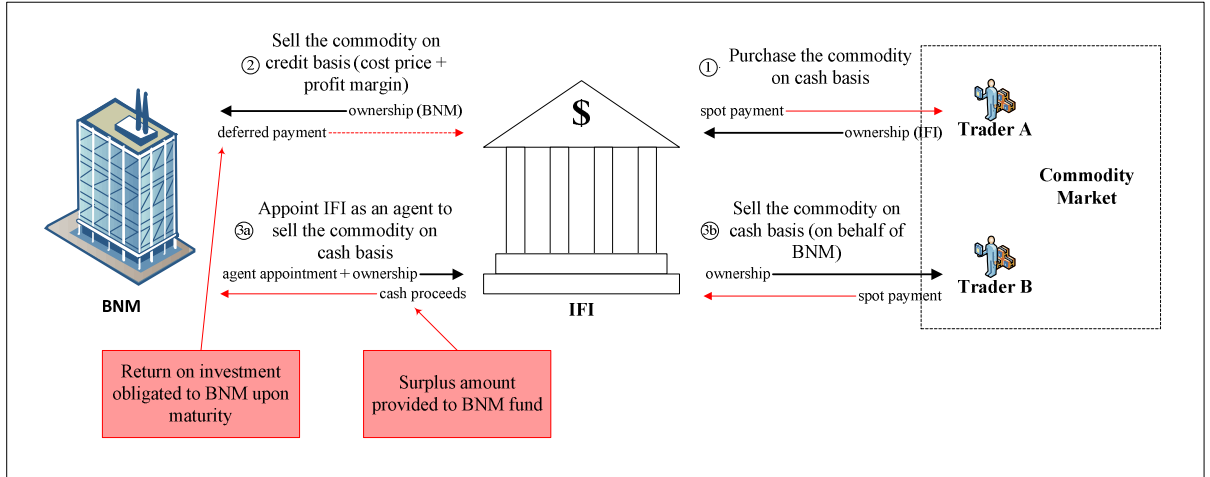 Sell the commodity on
② credit basis (cost price +
profit margin)
ownership (BNM)
deferred payment
① Purchase the commodity
on cash basis
spot payment
ownership (IFI)
Trader A
Commodity
Market
$
3a Appoint IFI as an agent to
sell the commodity on
cash basis
agent appointment + ownership
cash proceeds
3b Sell the commodity on
cash basis (on behalf of
BNM)
ownership
spot payment
Trader B
BNM
IFI
Return on investment
obligated to BNM upon
maturity
Surplus amount
provided to BNM fund